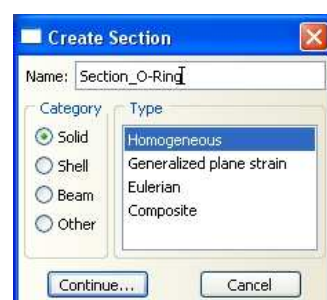 Create Section
Name: Section_O-Ring
Category Type
Solid
Shell
Beam
Other
Homogeneous
Generalized plane strain
Eulerian
Composite
Continue... Cancel